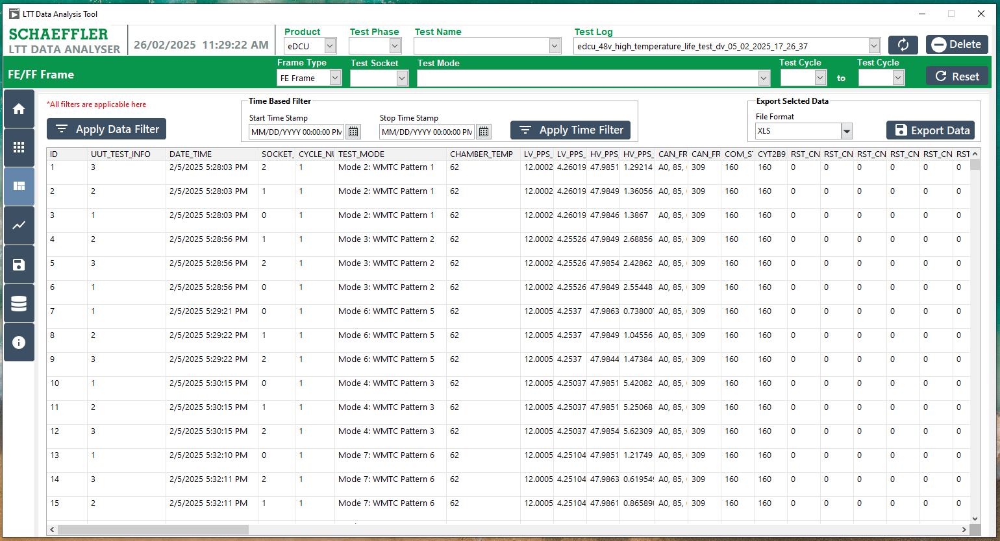 LTT Data Analysis Tool
SCHAEFFLER
LTT DATA ANALYSER
26/02/2025 11:29:22 AM
Product
Test Phase
Test Name
Test Log
eDCU
edcu_48v_high_temperature_life_test_dv_05_02_2025_17_26_37
Delete
FE/FF Frame
Frame Type
Test Socket
Test Mode
Test Cycle
Test Cycle
FE Frame
to
Reset
*All filters are applicable here
Apply Data Filter
Time Based Filter
Start Time Stamp
Stop Time Stamp
MM/DD/YYYY 00:00:00 PM
MM/DD/YYYY 00:00:00 PM
Apply Time Filter
Export Selcted Data
File Format
XLS
Export Data
ID UUT_TEST_INFO DATE_TIME SOCKET_ CYCLE_NU TEST_MODE CHAMBER_TEMP LV_PPS_ LV_PPS_ HV_PPS_ HV_PPS_ CAN_FR CAN_FR COM_ST CYT2B9_ RST_CN RST_CN RST_CN RST_CN RST_CN RST
1 3 2/5/2025 5:28:03 PM 2 1 Mode 2: WMTC Pattern 1 62 12.0002 4.26019 47.9851 1.29214 A0, 85, 309 160 160 0 0 0 0 0 0
2 2 2/5/2025 5:28:03 PM 1 1 Mode 2: WMTC Pattern 1 62 12.0002 4.26019 47.9849 1.36056 A0, 85, 309 160 160 0 0 0 0 0 0
3 1 2/5/2025 5:28:03 PM 0 1 Mode 2: WMTC Pattern 1 62 12.0002 4.26019 47.9846 1.3867 A0, 85, 309 160 160 0 0 0 0 0 0
4 2 2/5/2025 5:28:56 PM 1 1 Mode 3: WMTC Pattern 2 62 12.0002 4.25526 47.9849 2.68856 A0, 85, 309 160 160 0 0 0 0 0 0
5 3 2/5/2025 5:28:56 PM 2 1 Mode 3: WMTC Pattern 2 62 12.0002 4.25526 47.9854 2.42862 A0, 85, 309 160 160 0 0 0 0 0 0
6 1 2/5/2025 5:28:56 PM 0 1 Mode 3: WMTC Pattern 2 62 12.0002 4.25526 47.9849 2.55448 A0, 85, 309 160 160 0 0 0 0 0 0
7 1 2/5/2025 5:29:21 PM 0 1 Mode 6: WMTC Pattern 5 62 12.0005 4.2537 47.9863 0.738007 A0, 85, 309 160 160 0 0 0 0 0 0
8 2 2/5/2025 5:29:22 PM 1 1 Mode 6: WMTC Pattern 5 62 12.0005 4.2537 47.9849 1.04556 A0, 85, 309 160 160 0 0 0 0 0 0
9 3 2/5/2025 5:29:22 PM 2 1 Mode 6: WMTC Pattern 5 62 12.0005 4.2537 47.9844 1.47384 A0, 85, 309 160 160 0 0 0 0 0 0
10 1 2/5/2025 5:30:15 PM 0 1 Mode 4: WMTC Pattern 3 62 12.0005 4.25037 47.9851 5.42082 A0, 85, 309 160 160 0 0 0 0 0 0
11 2 2/5/2025 5:30:15 PM 1 1 Mode 4: WMTC Pattern 3 62 12.0005 4.25037 47.9851 5.25068 A0, 85, 309 160 160 0 0 0 0 0 0
12 3 2/5/2025 5:30:15 PM 2 1 Mode 4: WMTC Pattern 3 62 12.0005 4.25037 47.9854 5.62309 A0, 85, 309 160 160 0 0 0 0 0 0
13 1 2/5/2025 5:32:10 PM 0 1 Mode 7: WMTC Pattern 6 62 12.0005 4.25104 47.9851 1.21749 A0, 85, 309 160 160 0 0 0 0 0 0
14 3 2/5/2025 5:32:11 PM 2 1 Mode 7: WMTC Pattern 6 62 12.0005 4.25104 47.9863 0.619549 A0, 85, 309 160 160 0 0 0 0 0 0
15 2 2/5/2025 5:32:11 PM 1 1 Mode 7: WMTC Pattern 6 62 12.0005 4.25104 47.9861 0.865898 A0, 85, 309 160 160 0 0 0 0 0 0